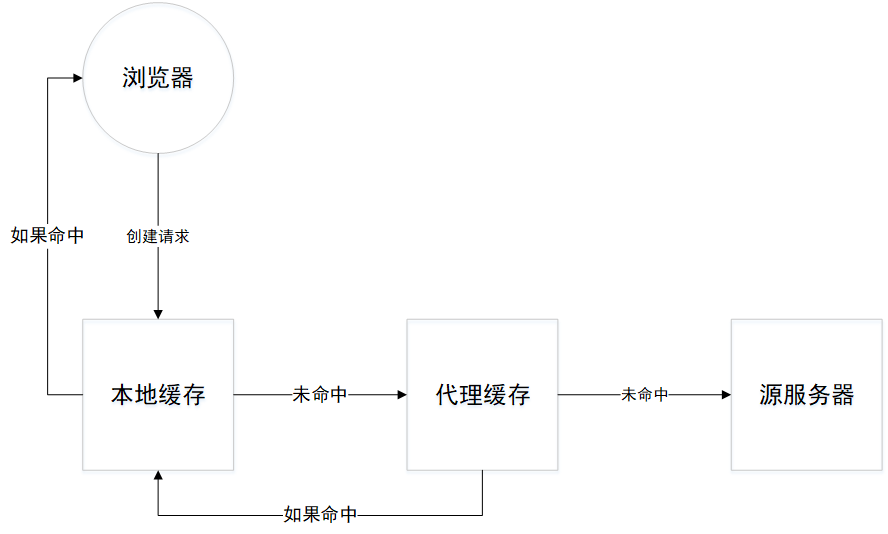 浏览器
如果命中
创建请求
本地缓存
未命中
代理缓存
未命中
源服务器
如果命中